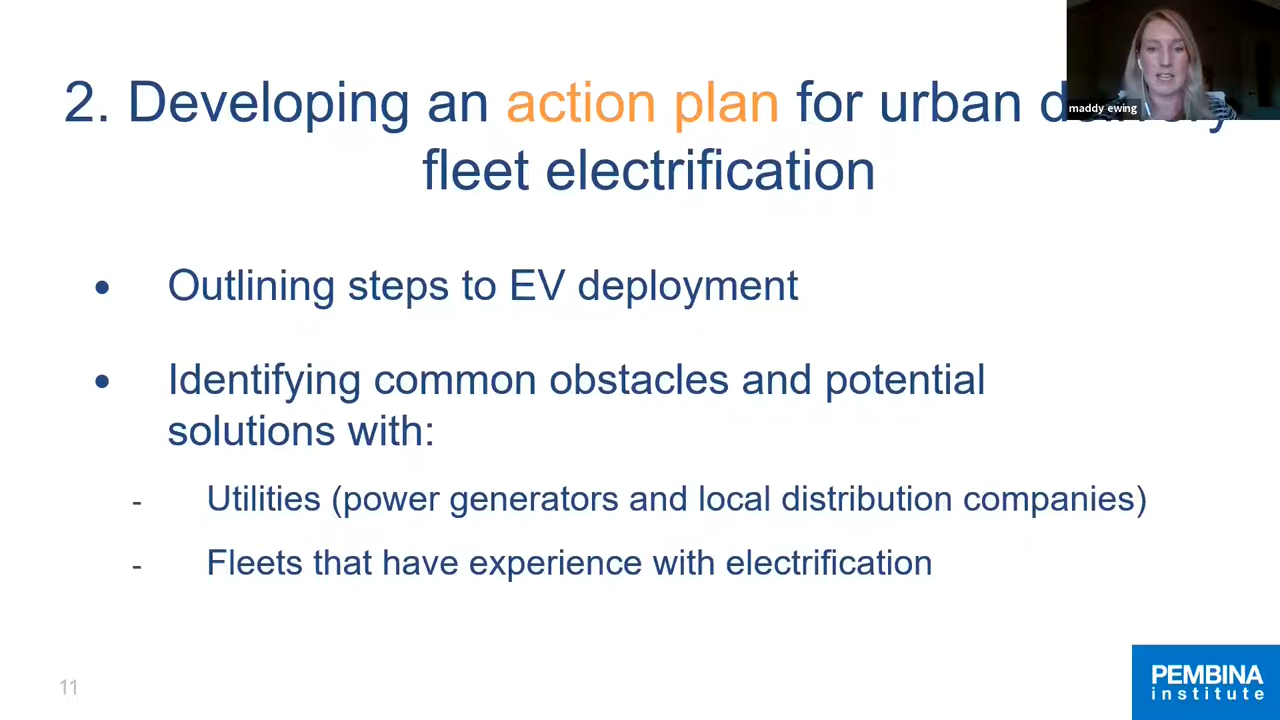 2. Developing an action plan for urban
fleet electrification
maddy ewing
• Outlining steps to EV deployment
• Identifying common obstacles and potential
solutions with:
- Utilities (power generators and local distribution companies)
- Fleets that have experience with electrification
11
PEMBINA
institute